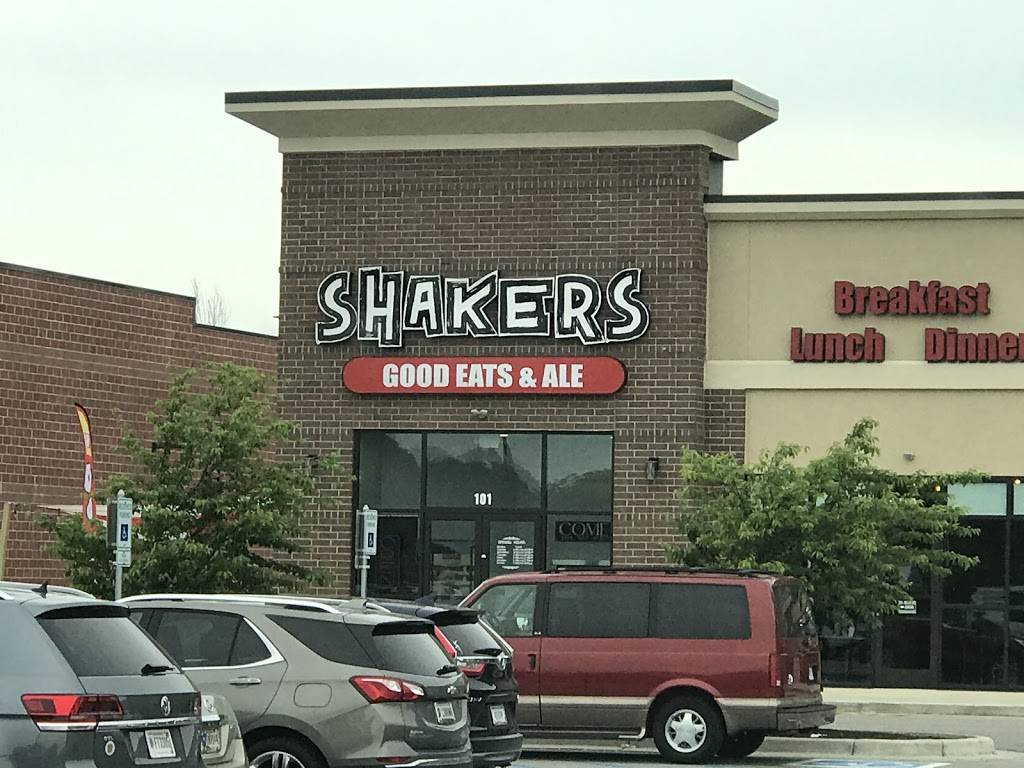 SHAKERS
GOOD EATS & ALE
Breakfast
Lunch Dinner
101
COME